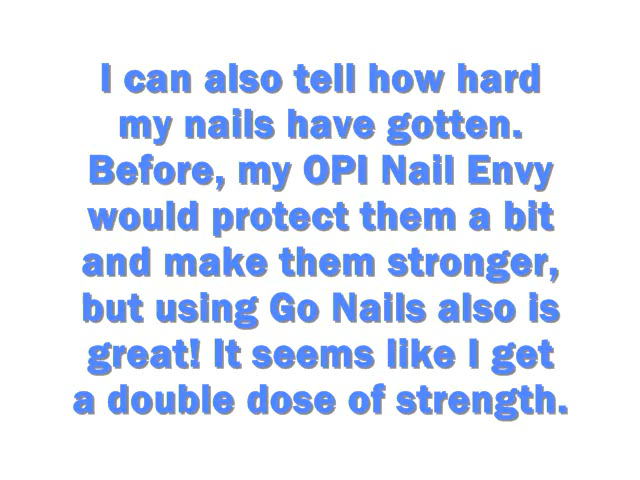 I can also tell how hard
my nails have gotten.
Before, my OPI Nail Envy
would protect them a bit
and make them stronger,
but using Go Nails also is
great! It seems like I get
a double dose of strength.